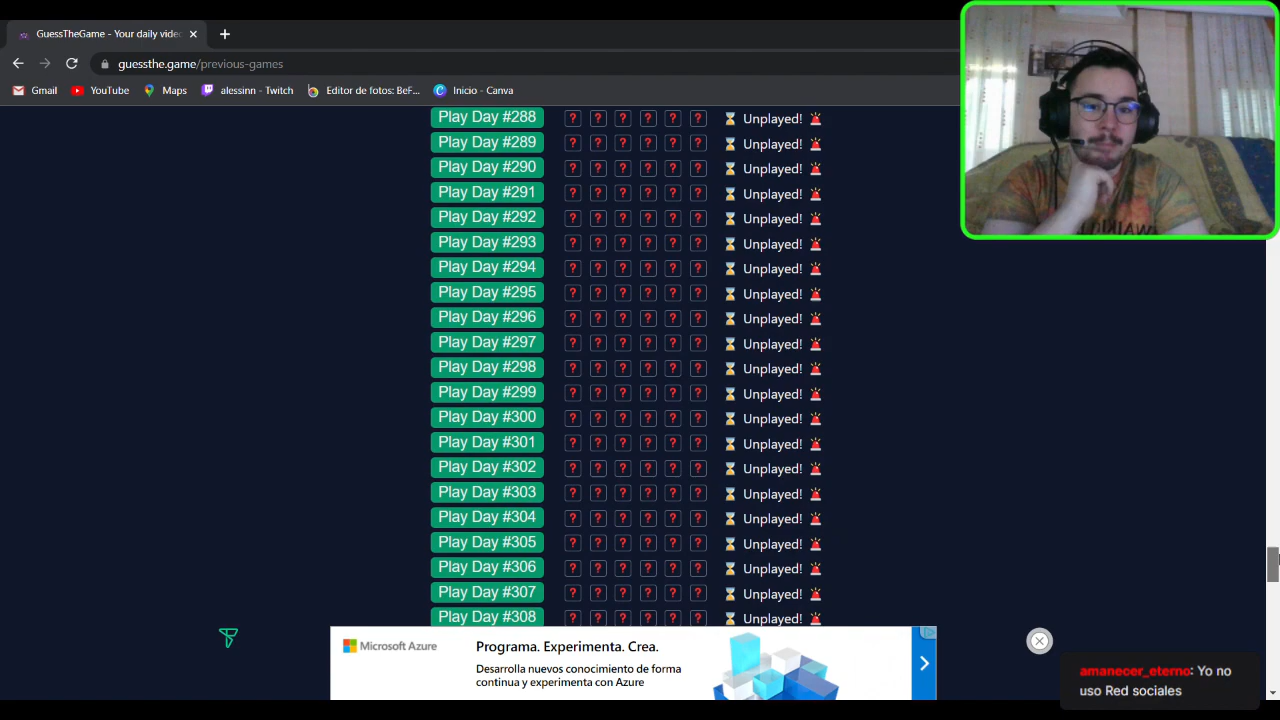 GuessTheGame - Your daily vide
guessthe.game/previous-games
Gmail YouTube Maps alessinn - Twitch Editor de fotos: BeF... Inicio - Canva
Play Day #288 ? ? ? ? ? ? Unplayed!
Play Day #289 ? ? ? ? ? ? Unplayed!
Play Day #290 ? ? ? ? ? ? Unplayed!
Play Day #291 ? ? ? ? ? ? Unplayed!
Play Day #292 ? ? ? ? ? ? Unplayed!
Play Day #293 ? ? ? ? ? ? Unplayed!
Play Day #294 ? ? ? ? ? ? Unplayed!
Play Day #295 ? ? ? ? ? ? Unplayed!
Play Day #296 ? ? ? ? ? ? Unplayed!
Play Day #297 ? ? ? ? ? ? Unplayed!
Play Day #298 ? ? ? ? ? ? Unplayed!
Play Day #299 ? ? ? ? ? ? Unplayed!
Play Day #300 ? ? ? ? ? ? Unplayed!
Play Day #301 ? ? ? ? ? ? Unplayed!
Play Day #302 ? ? ? ? ? ? Unplayed!
Play Day #303 ? ? ? ? ? ? Unplayed!
Play Day #304 ? ? ? ? ? ? Unplayed!
Play Day #305 ? ? ? ? ? ? Unplayed!
Play Day #306 ? ? ? ? ? ? Unplayed!
Play Day #307 ? ? ? ? ? ? Unplayed!
Play Day #308 ? ? ? ? ? ? Unplayed!
Microsoft Azure
Programa. Experimenta. Crea.
Desarrolla nuevos conocimiento de forma
continua y experimenta con Azure
amanecer_eterno: Yo no
uso Red sociales